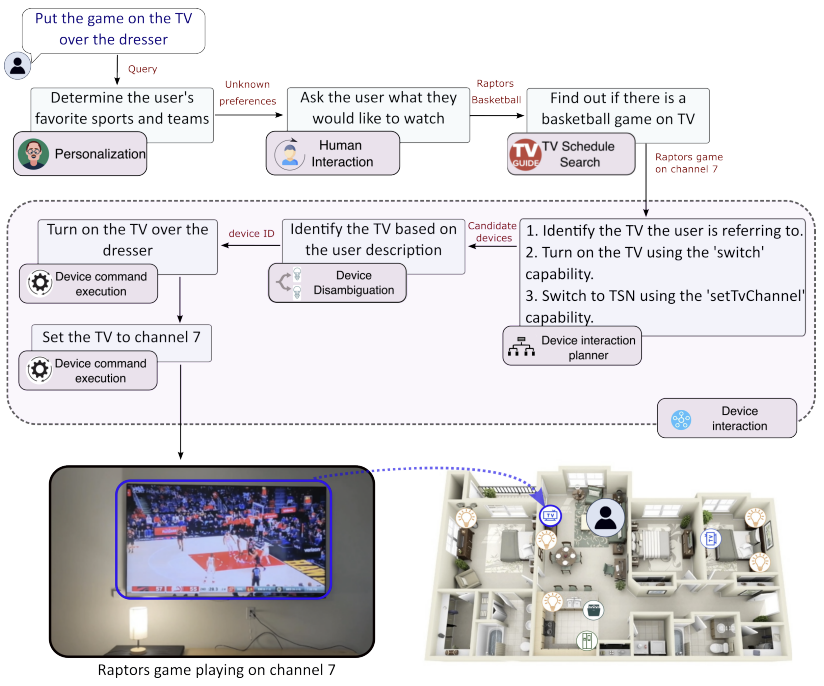 Put the game on the TV
over the dresser
Query
Determine the user's
favorite sports and teams
Personalization
Unknown
preferences
Ask the user what they
would like to watch
Human
Interaction
Raptors
Basketball
Find out if there is a
basketball game on TV
TV
GUIDE
TV Schedule
Search
Raptors game
on channel 7
1. Identify the TV the user is referring to.
2. Turn on the TV using the 'switch'
capability.
3. Switch to TSN using the 'setTvChannel'
capability.
Device interaction
planner
Candidate
devices
Identify the TV based on
the user description
Device
Disambiguation
device ID
Turn on the TV over the
dresser
Device command
execution
Set the TV to channel 7
Device command
execution
Device
interaction
TV
Raptors game playing on channel 7